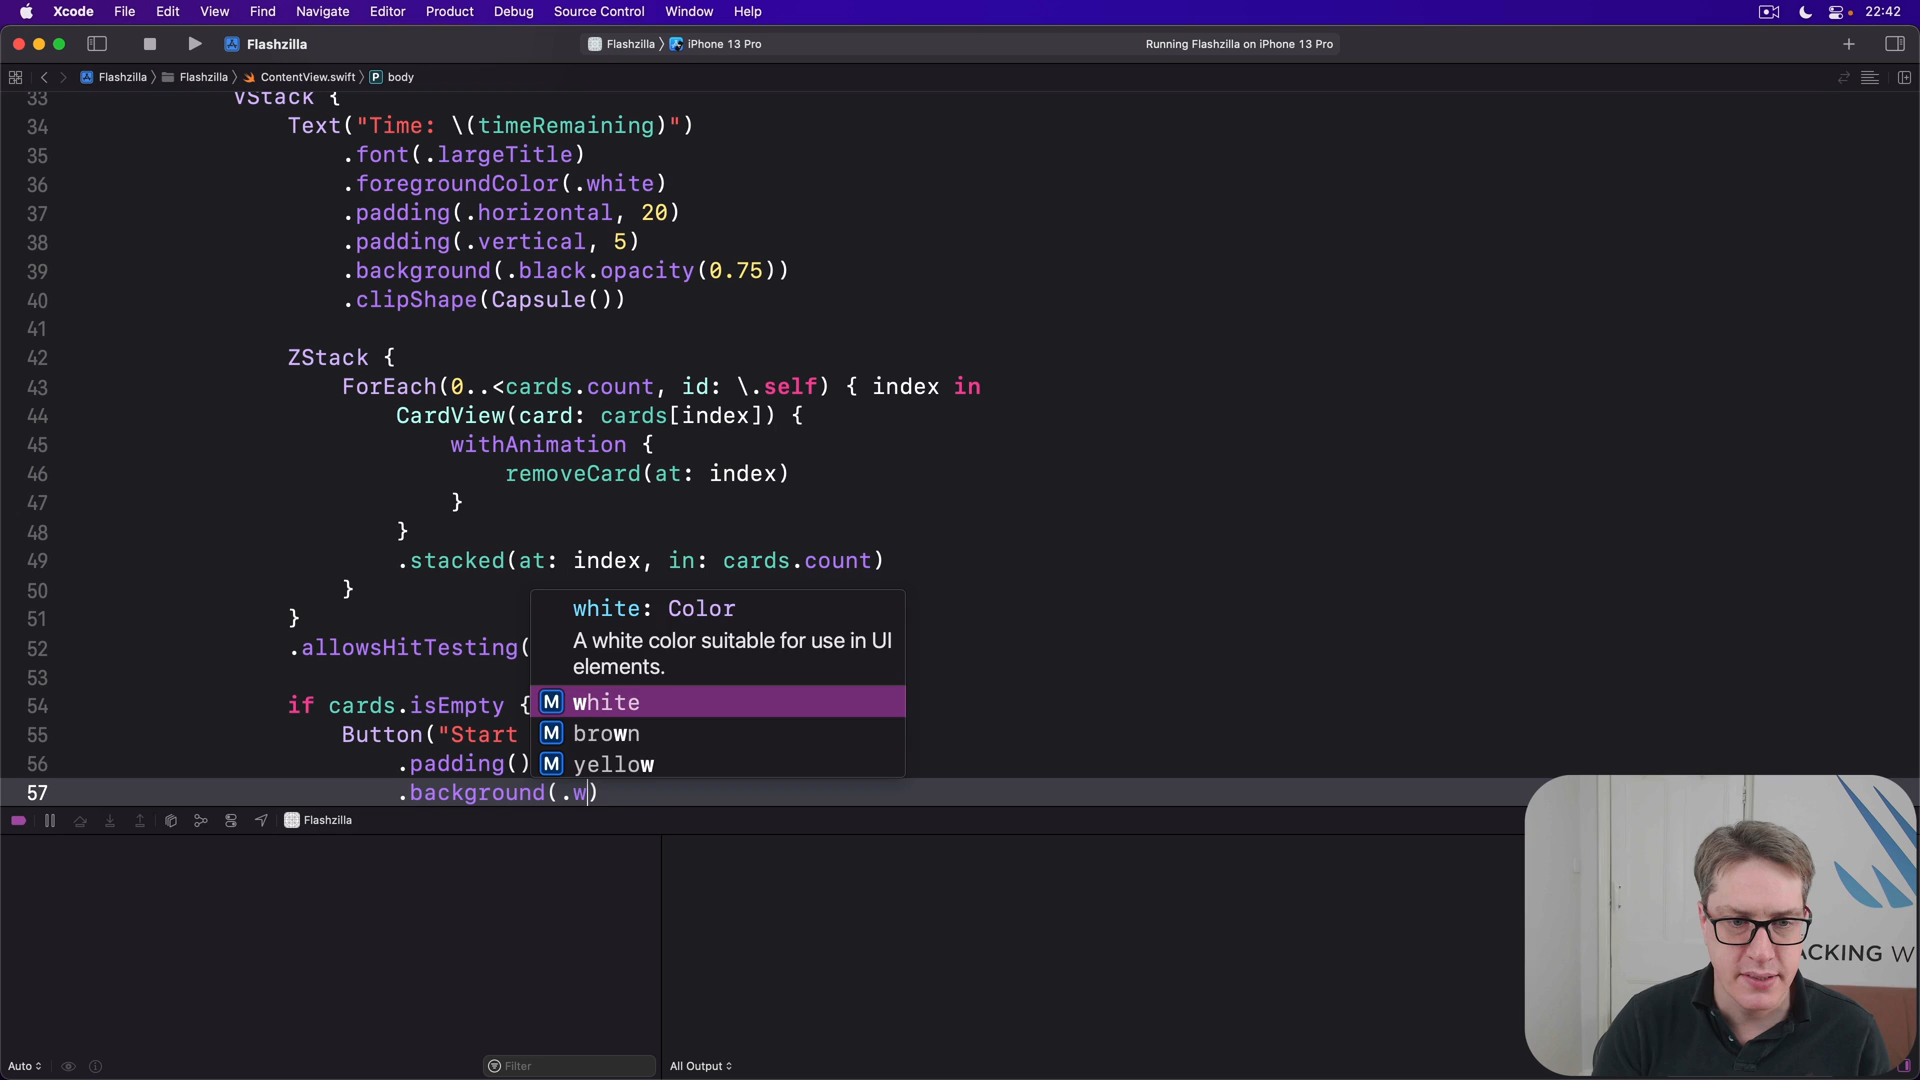 Xcode File Edit View Find Navigate Editor Product Debug Source Control Window Help 22:42
Flashzilla Flashzilla iPhone 13 Pro Running Flashzilla on iPhone 13 Pro
Flashzilla Flashzilla ContentView.swift P body
33 VStack {
34 Text("Time: \(timeRemaining)")
35 .font(.largeTitle)
36 .foregroundColor(.white)
37 .padding(.horizontal, 20)
38 .padding(.vertical, 5)
39 .background(.black.opacity(0.75))
40 .clipShape(Capsule())
41
42 ZStack {
43 ForEach(0..<cards.count, id: \.self) { index in
44 CardView(card: cards[index]) {
45 withAnimation {
46 removeCard(at: index)
47 }
48 }
49 .stacked(at: index, in: cards.count)
50 }
51 }
52 .allowsHitTesting(
53
54 if cards.isEmpty {
55 Button("Start
56 .padding()
57 .background(.w)
white: Color
A white color suitable for use in UI
elements.
M white
M brown
M yellow
Flashzilla
ACKING W
Auto Filter All Output